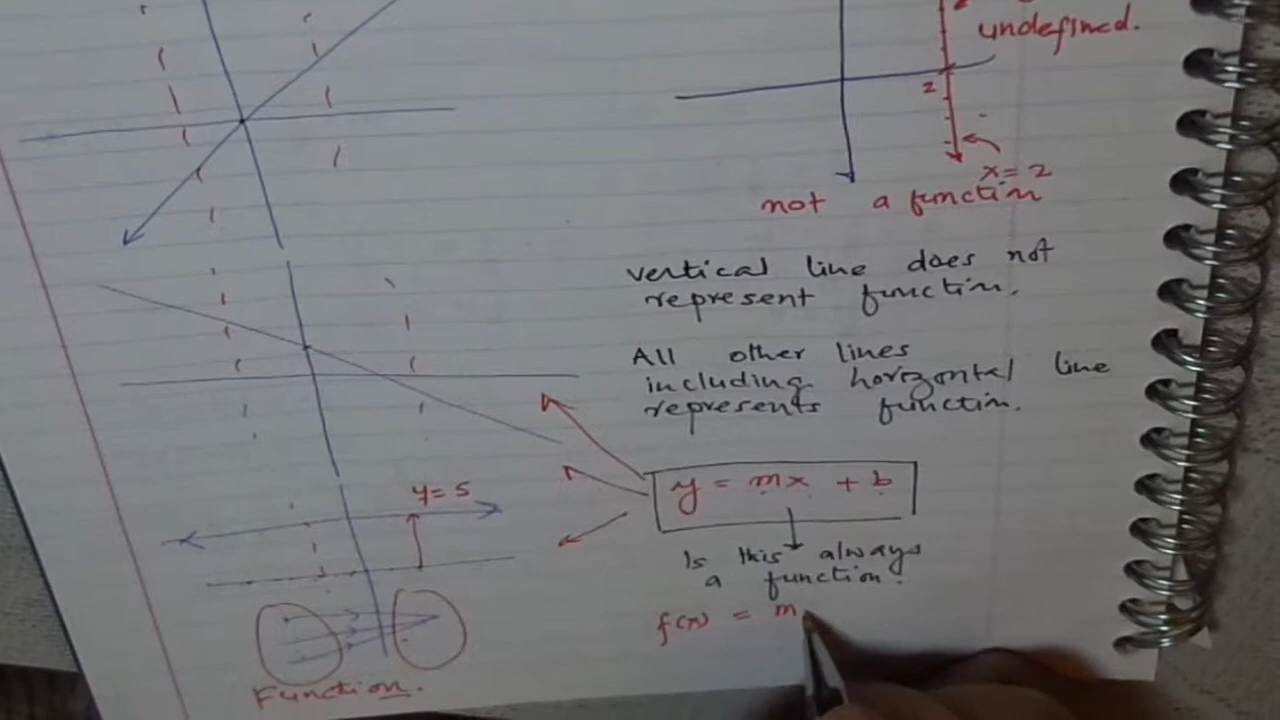 undefined.
2
x = 2
not a function
vertical line does not
represent function.
All other lines
including horizontal line
represents function.
y = mx + b
y = 5
Is this always
a function?
f(x) = m
Function.